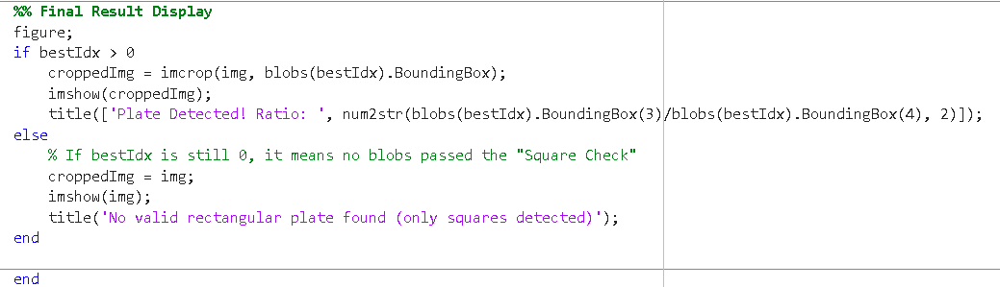 %% Final Result Display
figure;
if bestIdx > 0
    croppedImg = imcrop(img, blobs(bestIdx).BoundingBox);
    imshow(croppedImg);
    title(['Plate Detected! Ratio: ', num2str(blobs(bestIdx).BoundingBox(3)/blobs(bestIdx).BoundingBox(4), 2)]);
else
    % If bestIdx is still 0, it means no blobs passed the "Square Check"
    croppedImg = img;
    imshow(img);
    title('No valid rectangular plate found (only squares detected)');
end
end